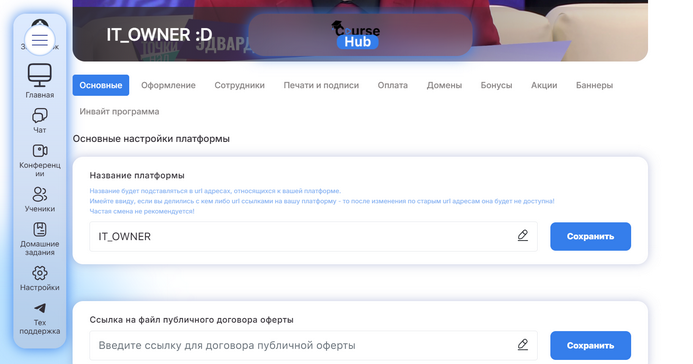 IT_OWNER :D
Course
Hub
Основные
Оформление
Сотрудники
Печати и подписи
Оплата
Домены
Бонусы
Акции
Баннеры
Инвайт программа
Главная
Чат
Конференц
ии
Ученики
Домашние
задания
Настройки
Тех
поддержка
Основные настройки платформы
Название платформы
Название будет подставляться в url адресах, относящихся к вашей платформе.
Имейте ввиду, если вы делились с кем либо url ссылками на вашу платформу - то после изменение по старым url адресам она будет не доступна!
Частая смена не рекомендуется!
IT_OWNER
Сохранить
Ссылка на файл публичного договора оферты
Введите ссылку для договора публичной оферты
Сохранить